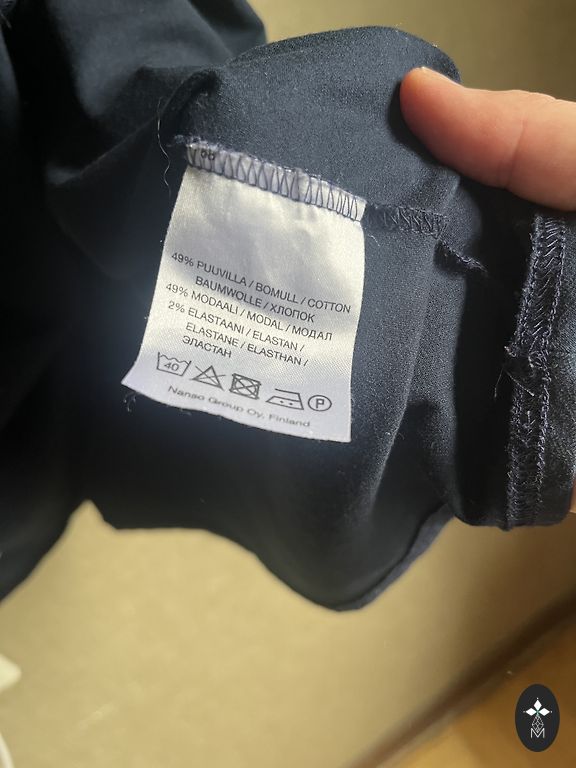 49% PUUVILLA / BOMULL / COTTON
BAUMWOLLE / ХЛОПОК
49% MODAALI / MODAL / МОДАЛ
2% ELASTAANI / ELASTAN /
ELASTANE / ELASTHAN /
ЭЛАСТАН
40 P
Nanso Group Oy, Finland
M